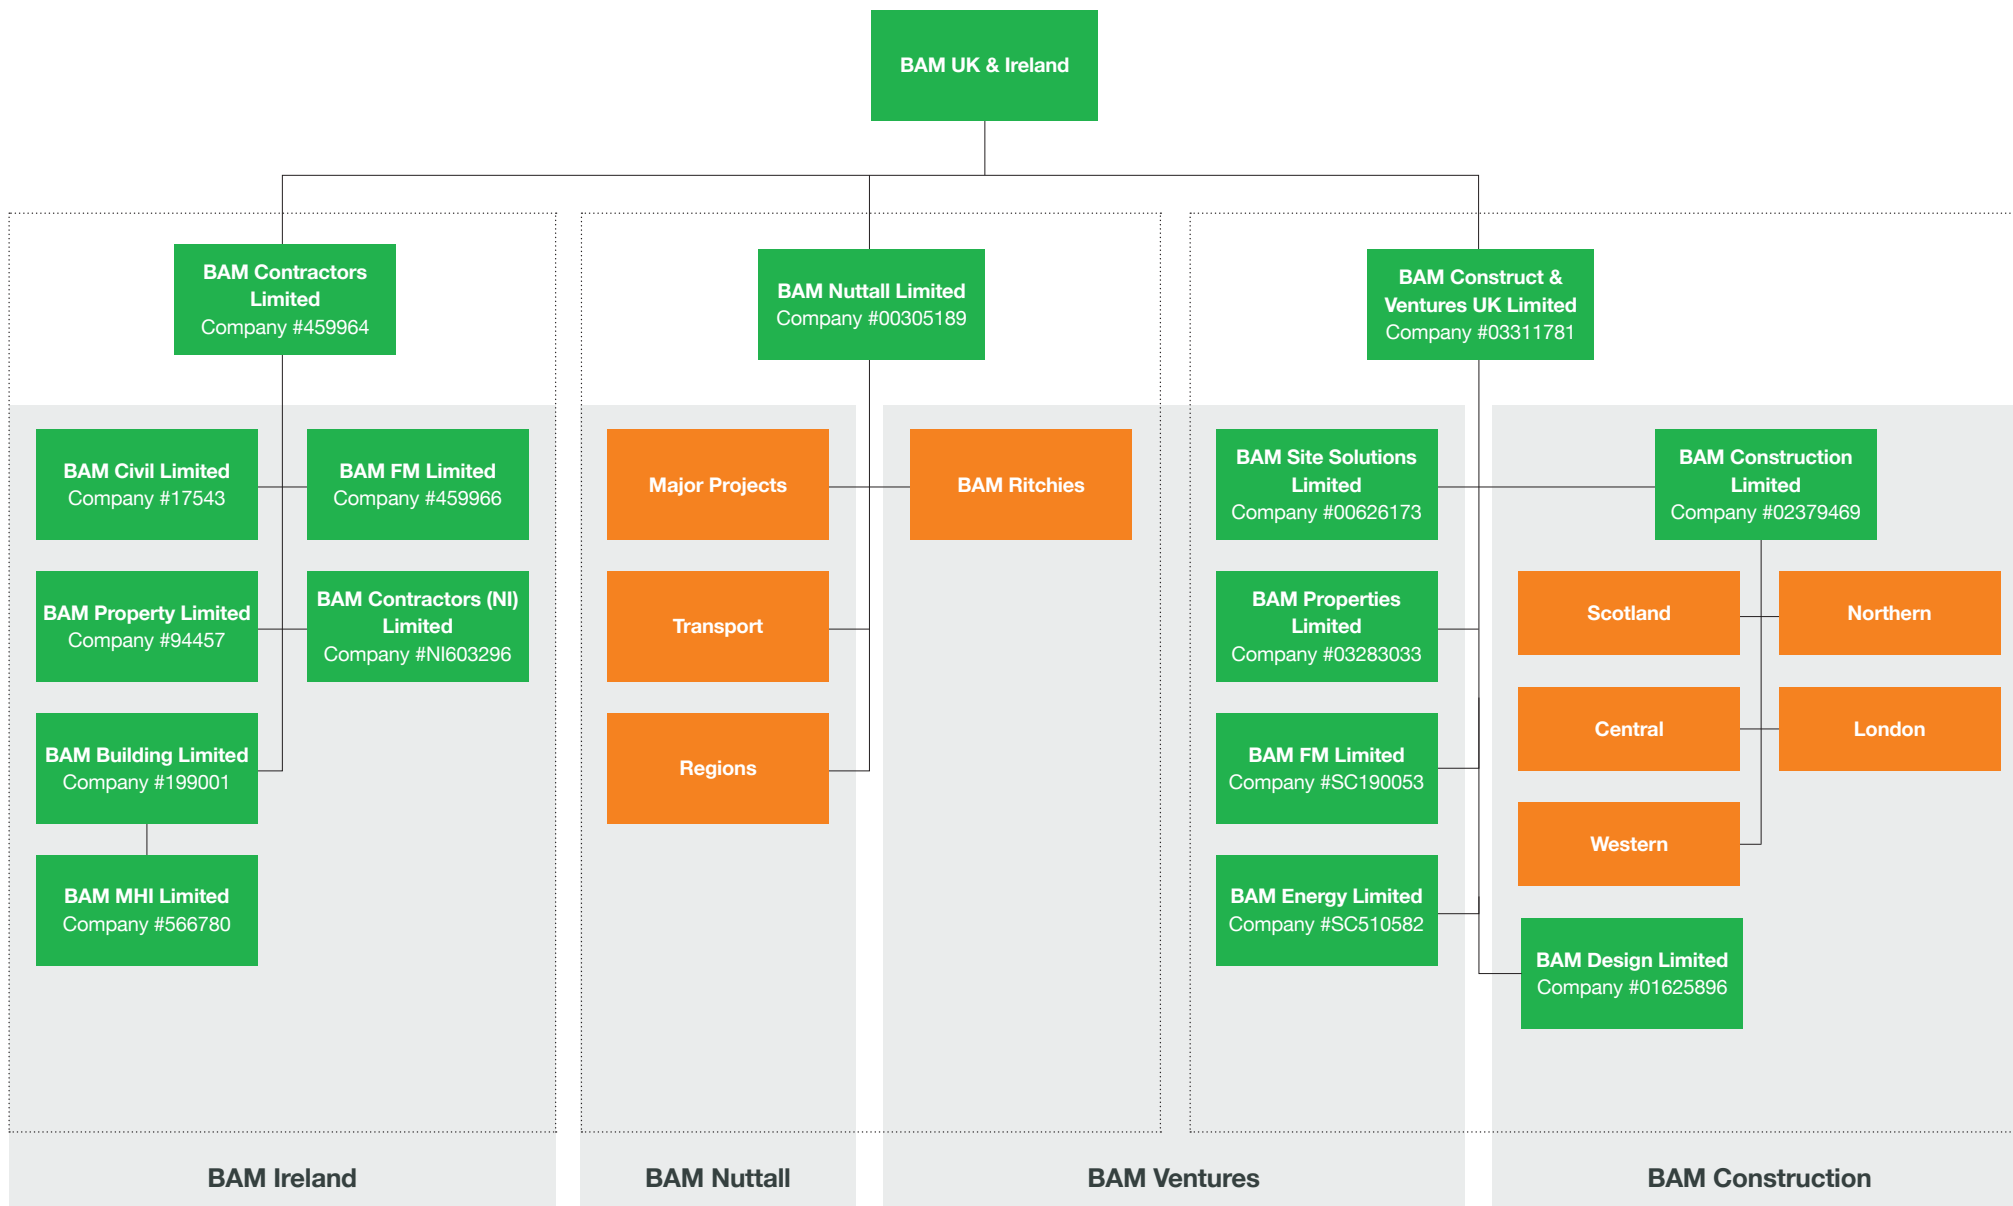 BAM UK & Ireland
BAM Contractors
Limited
Company #459964
BAM Nuttall Limited
Company #00305189
BAM Construct &
Ventures UK Limited
Company #03311781
BAM Civil Limited
Company #17543
BAM FM Limited
Company #459966
BAM Property Limited
Company #94457
BAM Contractors (NI)
Limited
Company #NI603296
BAM Building Limited
Company #199001
BAM MHI Limited
Company #566780
Major Projects
BAM Ritchies
Transport
Regions
BAM Site Solutions
Limited
Company #00626173
BAM Properties
Limited
Company #03283033
BAM FM Limited
Company #SC190053
BAM Energy Limited
Company #SC510582
BAM Construction
Limited
Company #02379469
Scotland
Northern
Central
London
Western
BAM Design Limited
Company #01625896
BAM Ireland
BAM Nuttall
BAM Ventures
BAM Construction